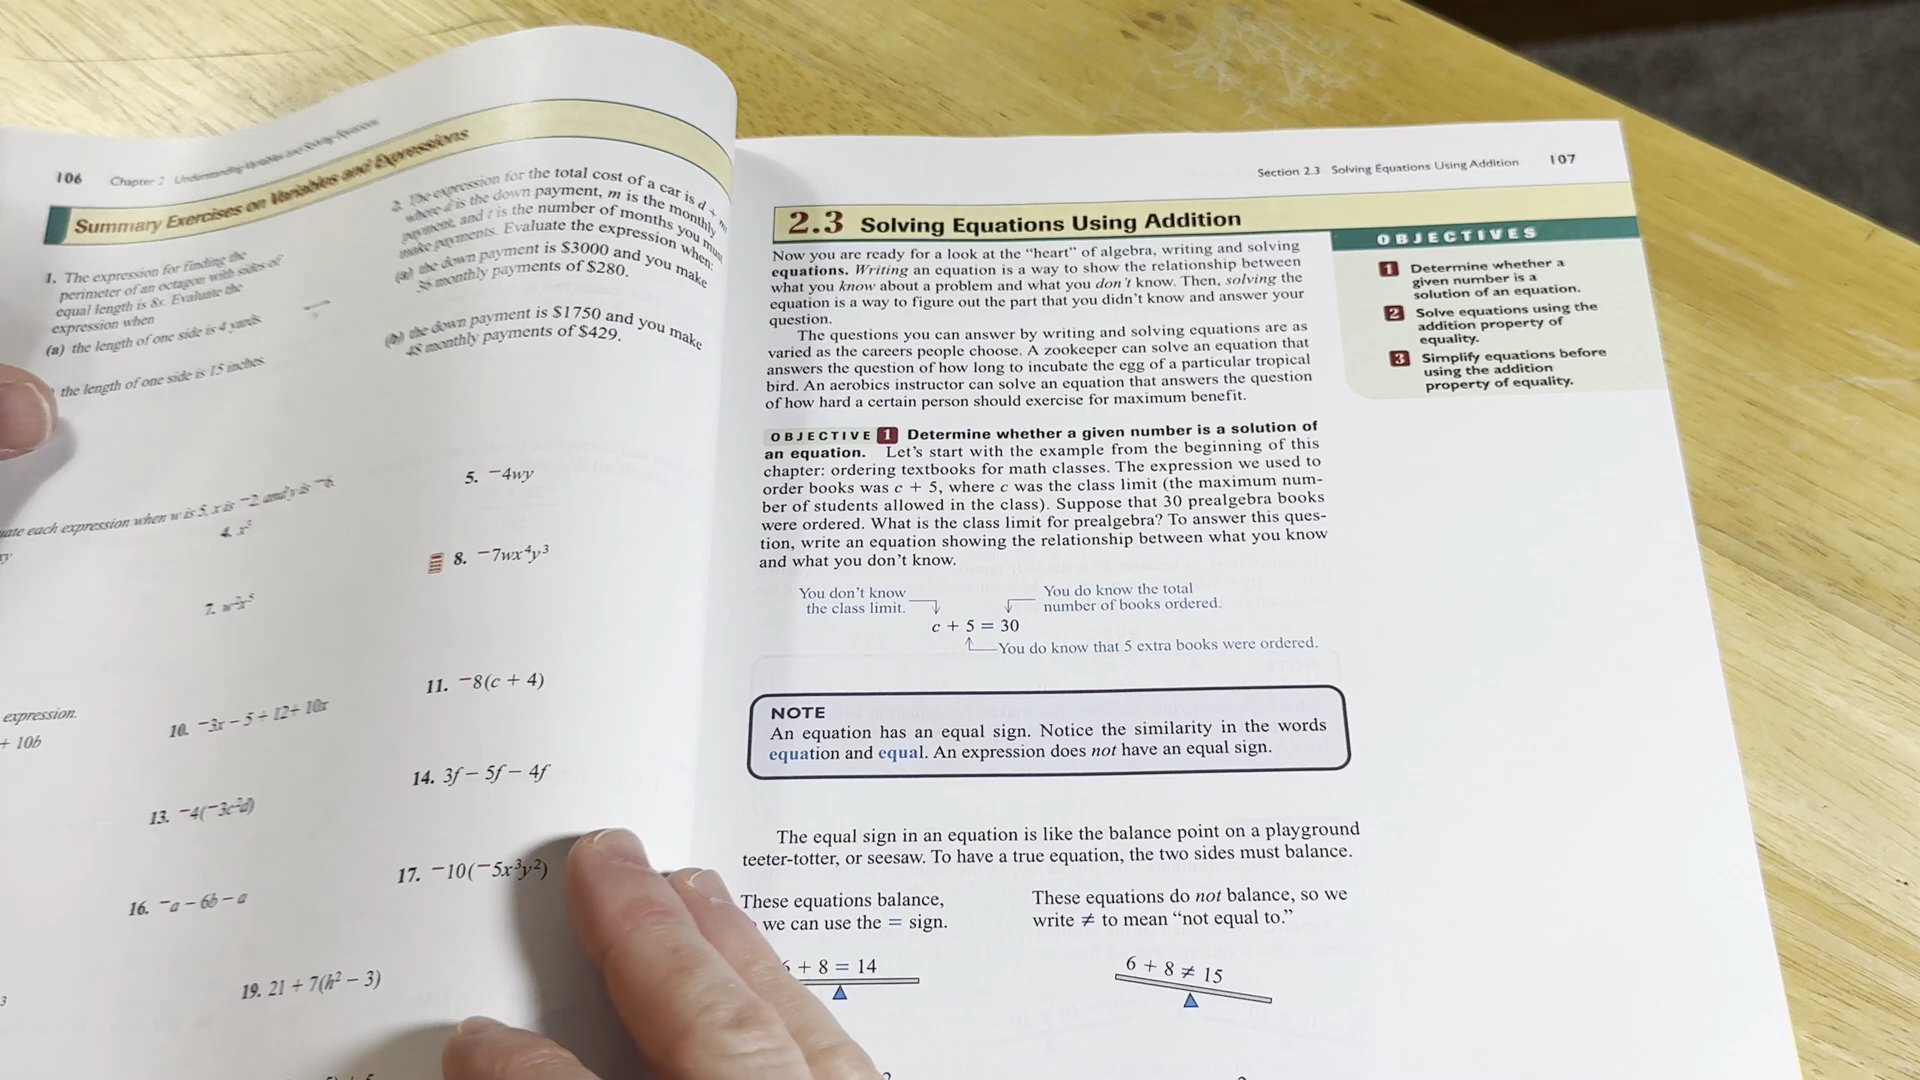 106 Chapter 2 Understanding Variables and Solving Equations
Summary Exercises on Variables and Expressions
1. The expression for finding the
perimeter of an octagon with sides of
equal length is 8s. Evaluate the
expression when
(a) the length of one side is 4 yards.
the length of one side is 15 inches.
2. The expression for the total cost of a car is d +
where d is the down payment, m is the monthly
payment, and t is the number of months you must
make payments. Evaluate the expression when:
(a) the down payment is $3000 and you make
36 monthly payments of $280.
(b) the down payment is $1750 and you make
48 monthly payments of $429.
each expression when w is 5, x is ⁻2, and y is ⁻6.
4. x³
5. ⁻4wy
7. w²x⁵
8. ⁻7wx⁴y³
expression.
+ 10b
10. ⁻3x − 5 + 12 + 10x
11. ⁻8(c + 4)
13. ⁻4(⁻3c²d)
14. 3f − 5f − 4f
16. ⁻a − 6b − a
17. ⁻10(⁻5x³y²)
19. 21 + 7(h² − 3)
Section 2.3 Solving Equations Using Addition 107
2.3 Solving Equations Using Addition
Now you are ready for a look at the “heart” of algebra, writing and solving
equations. Writing an equation is a way to show the relationship between
what you know about a problem and what you don’t know. Then, solving the
equation is a way to figure out the part that you didn’t know and answer your
question.
The questions you can answer by writing and solving equations are as
varied as the careers people choose. A zookeeper can solve an equation that
answers the question of how long to incubate the egg of a particular tropical
bird. An aerobics instructor can solve an equation that answers the question
of how hard a certain person should exercise for maximum benefit.
OBJECTIVES
1 Determine whether a
given number is a
solution of an equation.
2 Solve equations using the
addition property of
equality.
3 Simplify equations before
using the addition
property of equality.
OBJECTIVE 1 Determine whether a given number is a solution of
an equation. Let’s start with the example from the beginning of this
chapter: ordering textbooks for math classes. The expression we used to
order books was c + 5, where c was the class limit (the maximum num-
ber of students allowed in the class). Suppose that 30 prealgebra books
were ordered. What is the class limit for prealgebra? To answer this ques-
tion, write an equation showing the relationship between what you know
and what you don’t know.
You don’t know
the class limit.
You do know the total
number of books ordered.
c + 5 = 30
You do know that 5 extra books were ordered.
NOTE
An equation has an equal sign. Notice the similarity in the words
equation and equal. An expression does not have an equal sign.
The equal sign in an equation is like the balance point on a playground
teeter-totter, or seesaw. To have a true equation, the two sides must balance.
These equations balance,
we can use the = sign.
These equations do not balance, so we
write ≠ to mean “not equal to.”
6 + 8 = 14
6 + 8 ≠ 15